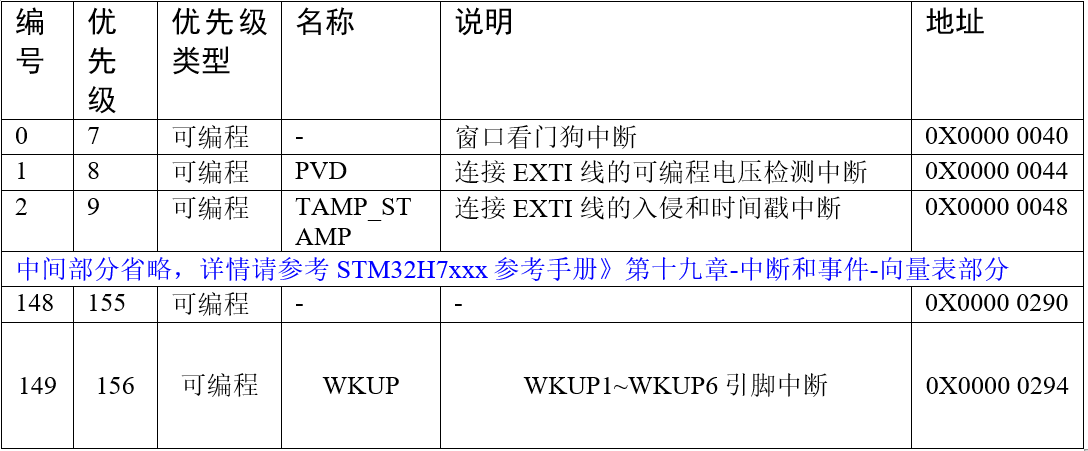 编号 优先级 优先级类型 名称 说明 地址
0 7 可编程 - 窗口看门狗中断 0X0000 0040
1 8 可编程 PVD 连接 EXTI 线的可编程电压检测中断 0X0000 0044
2 9 可编程 TAMP_ST 连接 EXTI 线的入侵和时间戳中断 0X0000 0048
AMP
中间部分省略，详情请参考 STM32H7xxx 参考手册》第十九章-中断和事件-向量表部分
148 155 可编程 - - 0X0000 0290
149 156 可编程 WKUP WKUP1~WKUP6 引脚中断 0X0000 0294